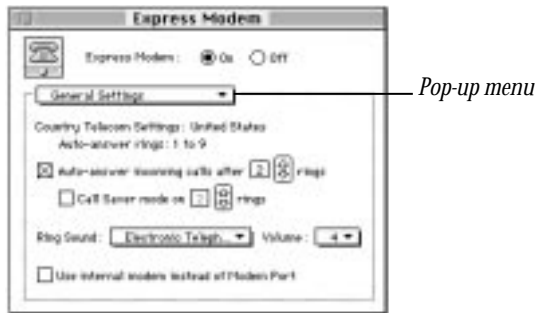 Express Modem
Express Modem: On Off
General Settings
Pop-up menu
Country Telecom Settings: United States
Auto-answer rings: 1 to 9
Auto-answer incoming calls after 2 rings
Call Saver mode on 2 rings
Ring Sound: Electronic Teleph... Volume: 4
Use internal modem instead of Modem Port